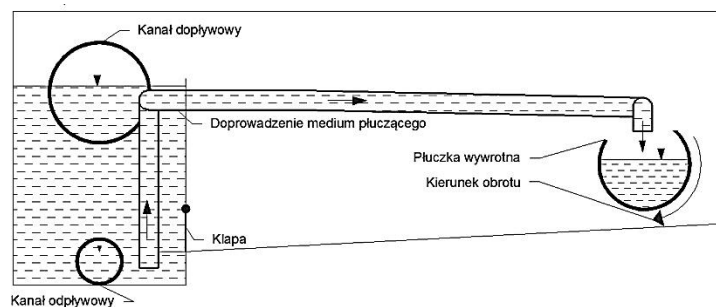 Kanał dopływowy
Doprowadzenie medium płuczącego
Płuczka wywrotna
Kierunek obrotu
Klapa
Kanał odpływowy